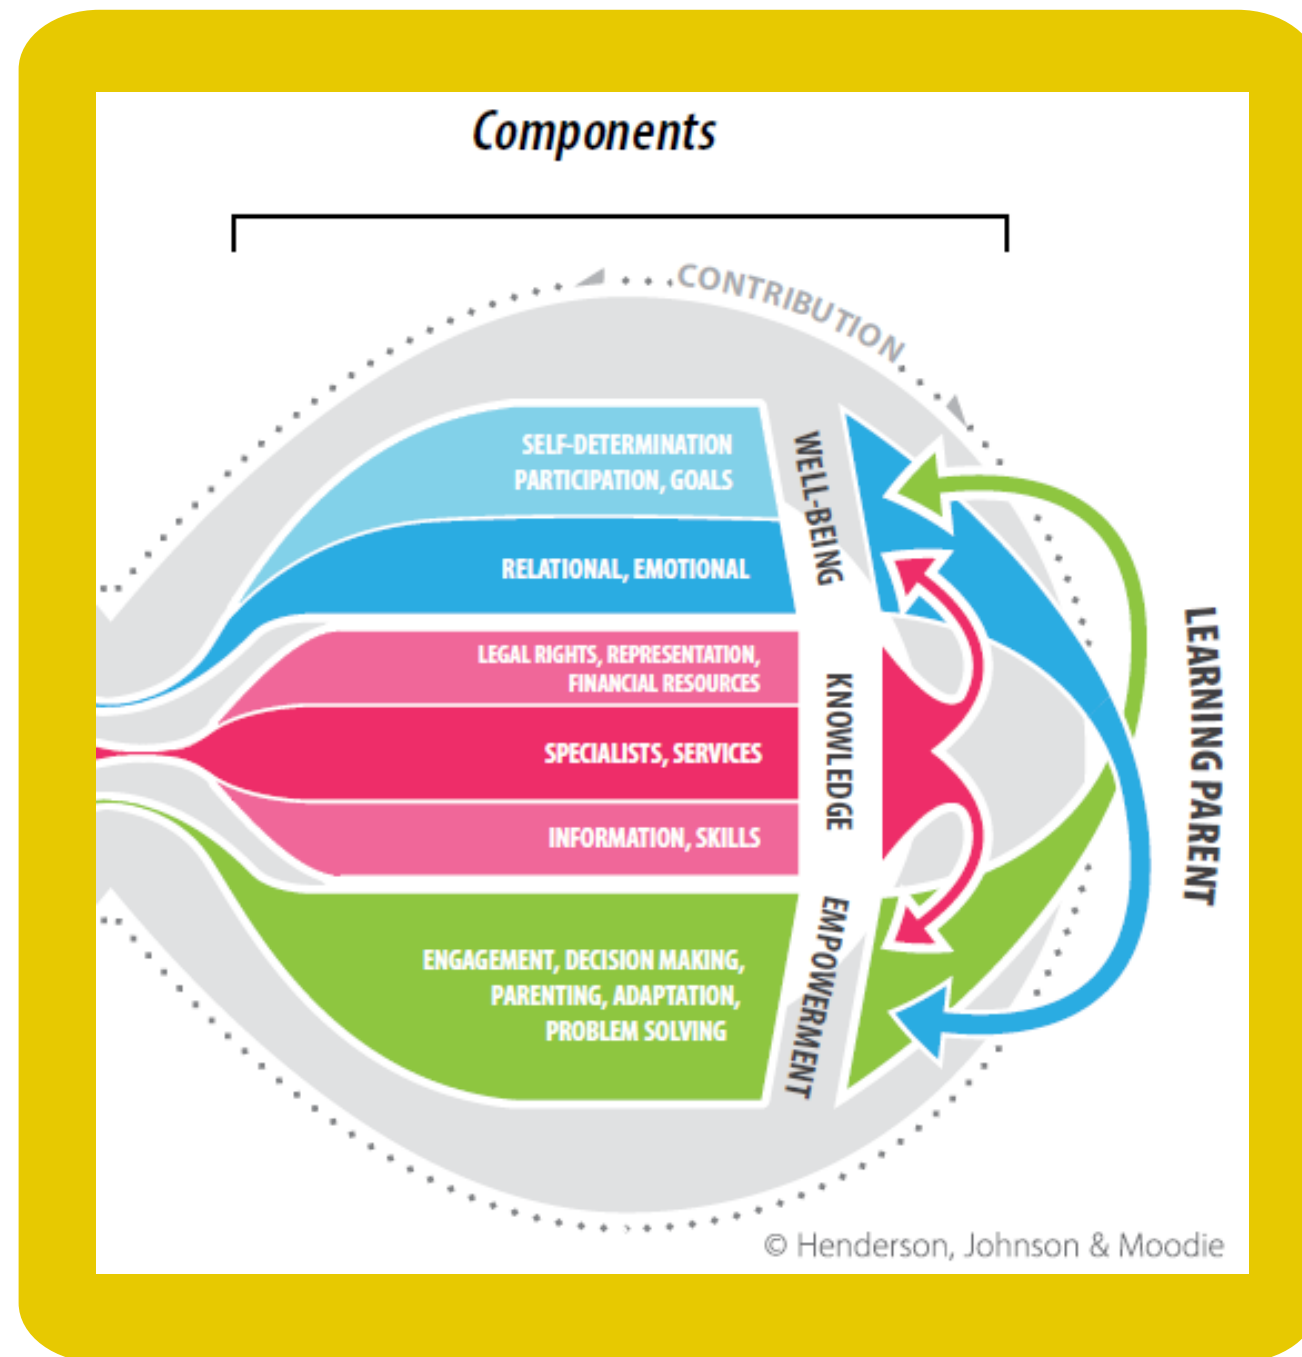 Components
CONTRIBUTION
SELF-DETERMINATION
PARTICIPATION, GOALS
RELATIONAL, EMOTIONAL
WELL-BEING
LEGAL RIGHTS, REPRESENTATION,
FINANCIAL RESOURCES
SPECIALISTS, SERVICES
INFORMATION, SKILLS
KNOWLEDGE
ENGAGEMENT, DECISION MAKING,
PARENTING, ADAPTATION,
PROBLEM SOLVING
EMPOWERMENT
LEARNING PARENT
© Henderson, Johnson & Moodie